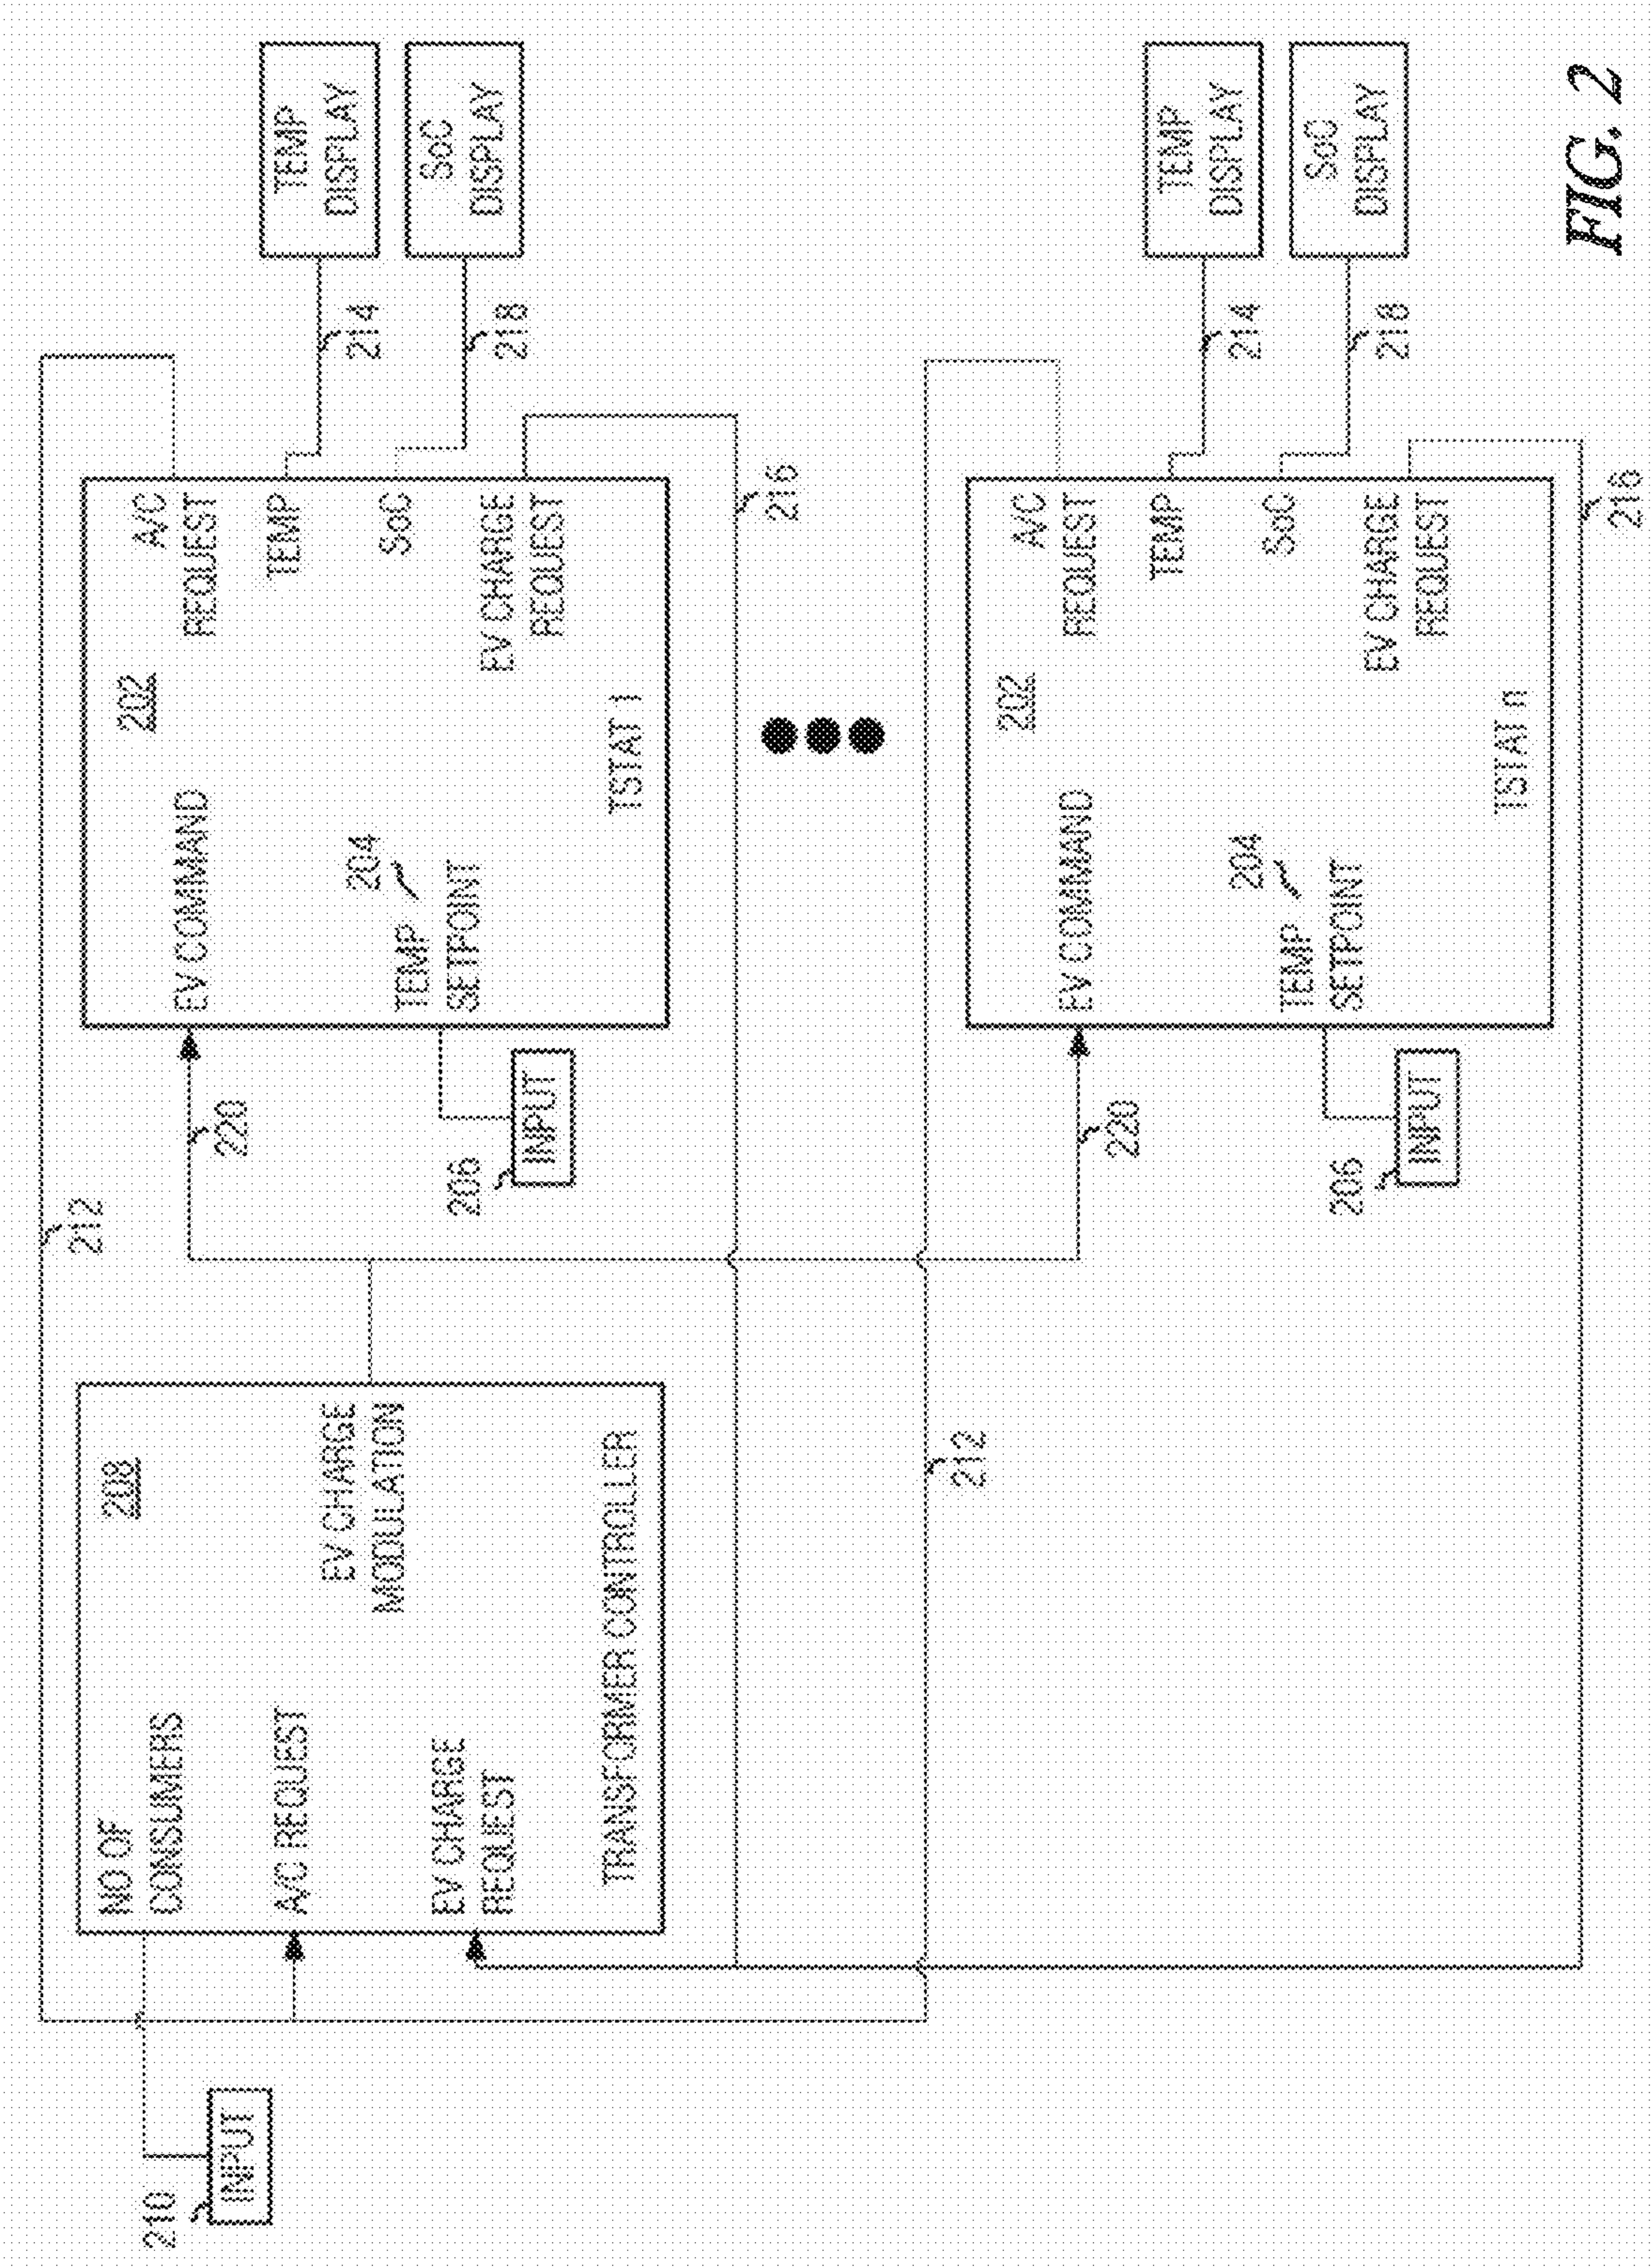 210
INPUT
NO OF
CONSUMERS
A/C REQUEST
EV CHARGE
REQUEST
208
EV CHARGE
MODULATION
TRANSFORMER CONTROLLER
212
220
206
INPUT
EV COMMAND
204
TEMP
SETPOINT
202
A/C
REQUEST
TEMP
SoC
EV CHARGE
REQUEST
TSTAT 1
214
218
216
TEMP
DISPLAY
SoC
DISPLAY
212
220
206
INPUT
EV COMMAND
204
TEMP
SETPOINT
202
A/C
REQUEST
TEMP
SoC
EV CHARGE
REQUEST
TSTAT n
214
218
216
TEMP
DISPLAY
SoC
DISPLAY
FIG. 2